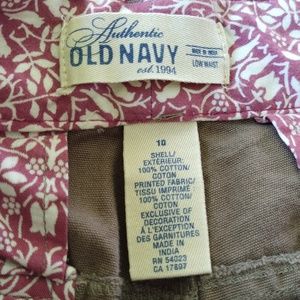 Authentic
OLD NAVY
est. 1994
MADE IN INDIA
LOW WAIST
10
SHELL/
EXTÉRIEUR:
100% COTTON/
COTON
PRINTED FABRIC/
TISSU IMPRIMÉ
100% COTTON/
COTON
EXCLUSIVE OF
DECORATION
À L'EXCEPTION
DES GARNITURES
MADE IN
INDIA
RN 54023
CA 17897